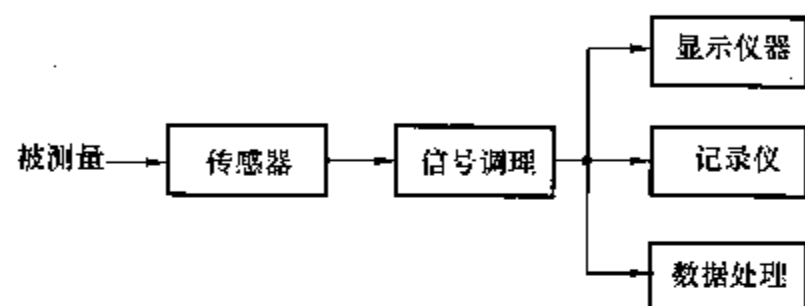 显示仪器
被测量
传感器
信号调理
记录仪
数据处理